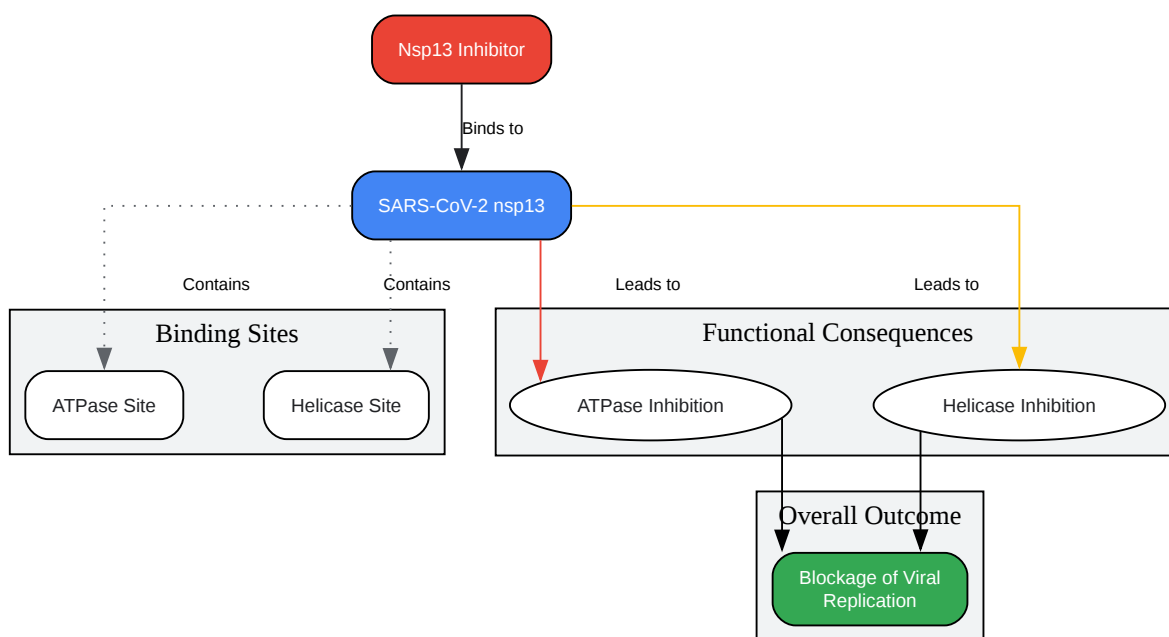 Nsp13 Inhibitor
Binds to
SARS-CoV-2 nsp13
Contains
Contains
Leads to
Leads to
Binding Sites
Functional Consequences
ATPase Site
Helicase Site
ATPase Inhibition
Helicase Inhibition
Overall Outcome
Blockage of Viral
Replication